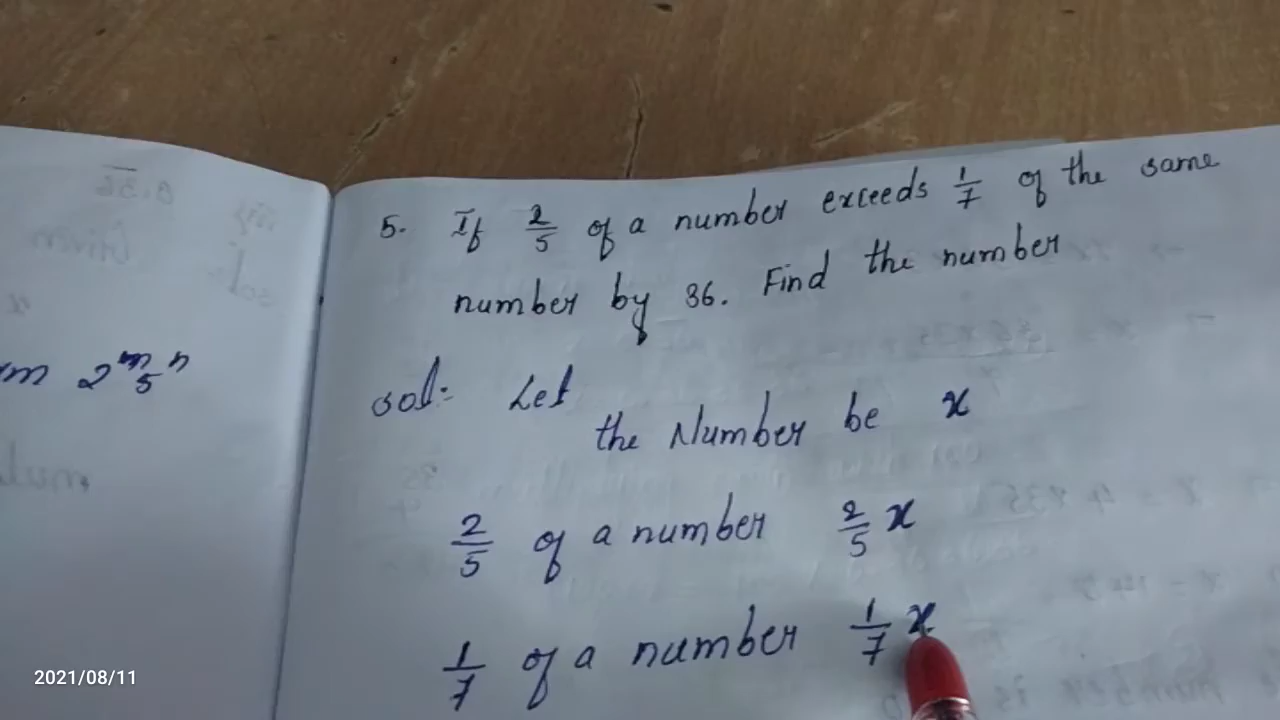 5. If 2/5 of a number exceeds 1/7 of the same
number by 36. Find the number
sol:- Let
the Number be x
2/5 of a number 2/5 x
1/7 of a number 1/7 x
m 2^m 5^n
2021/08/11